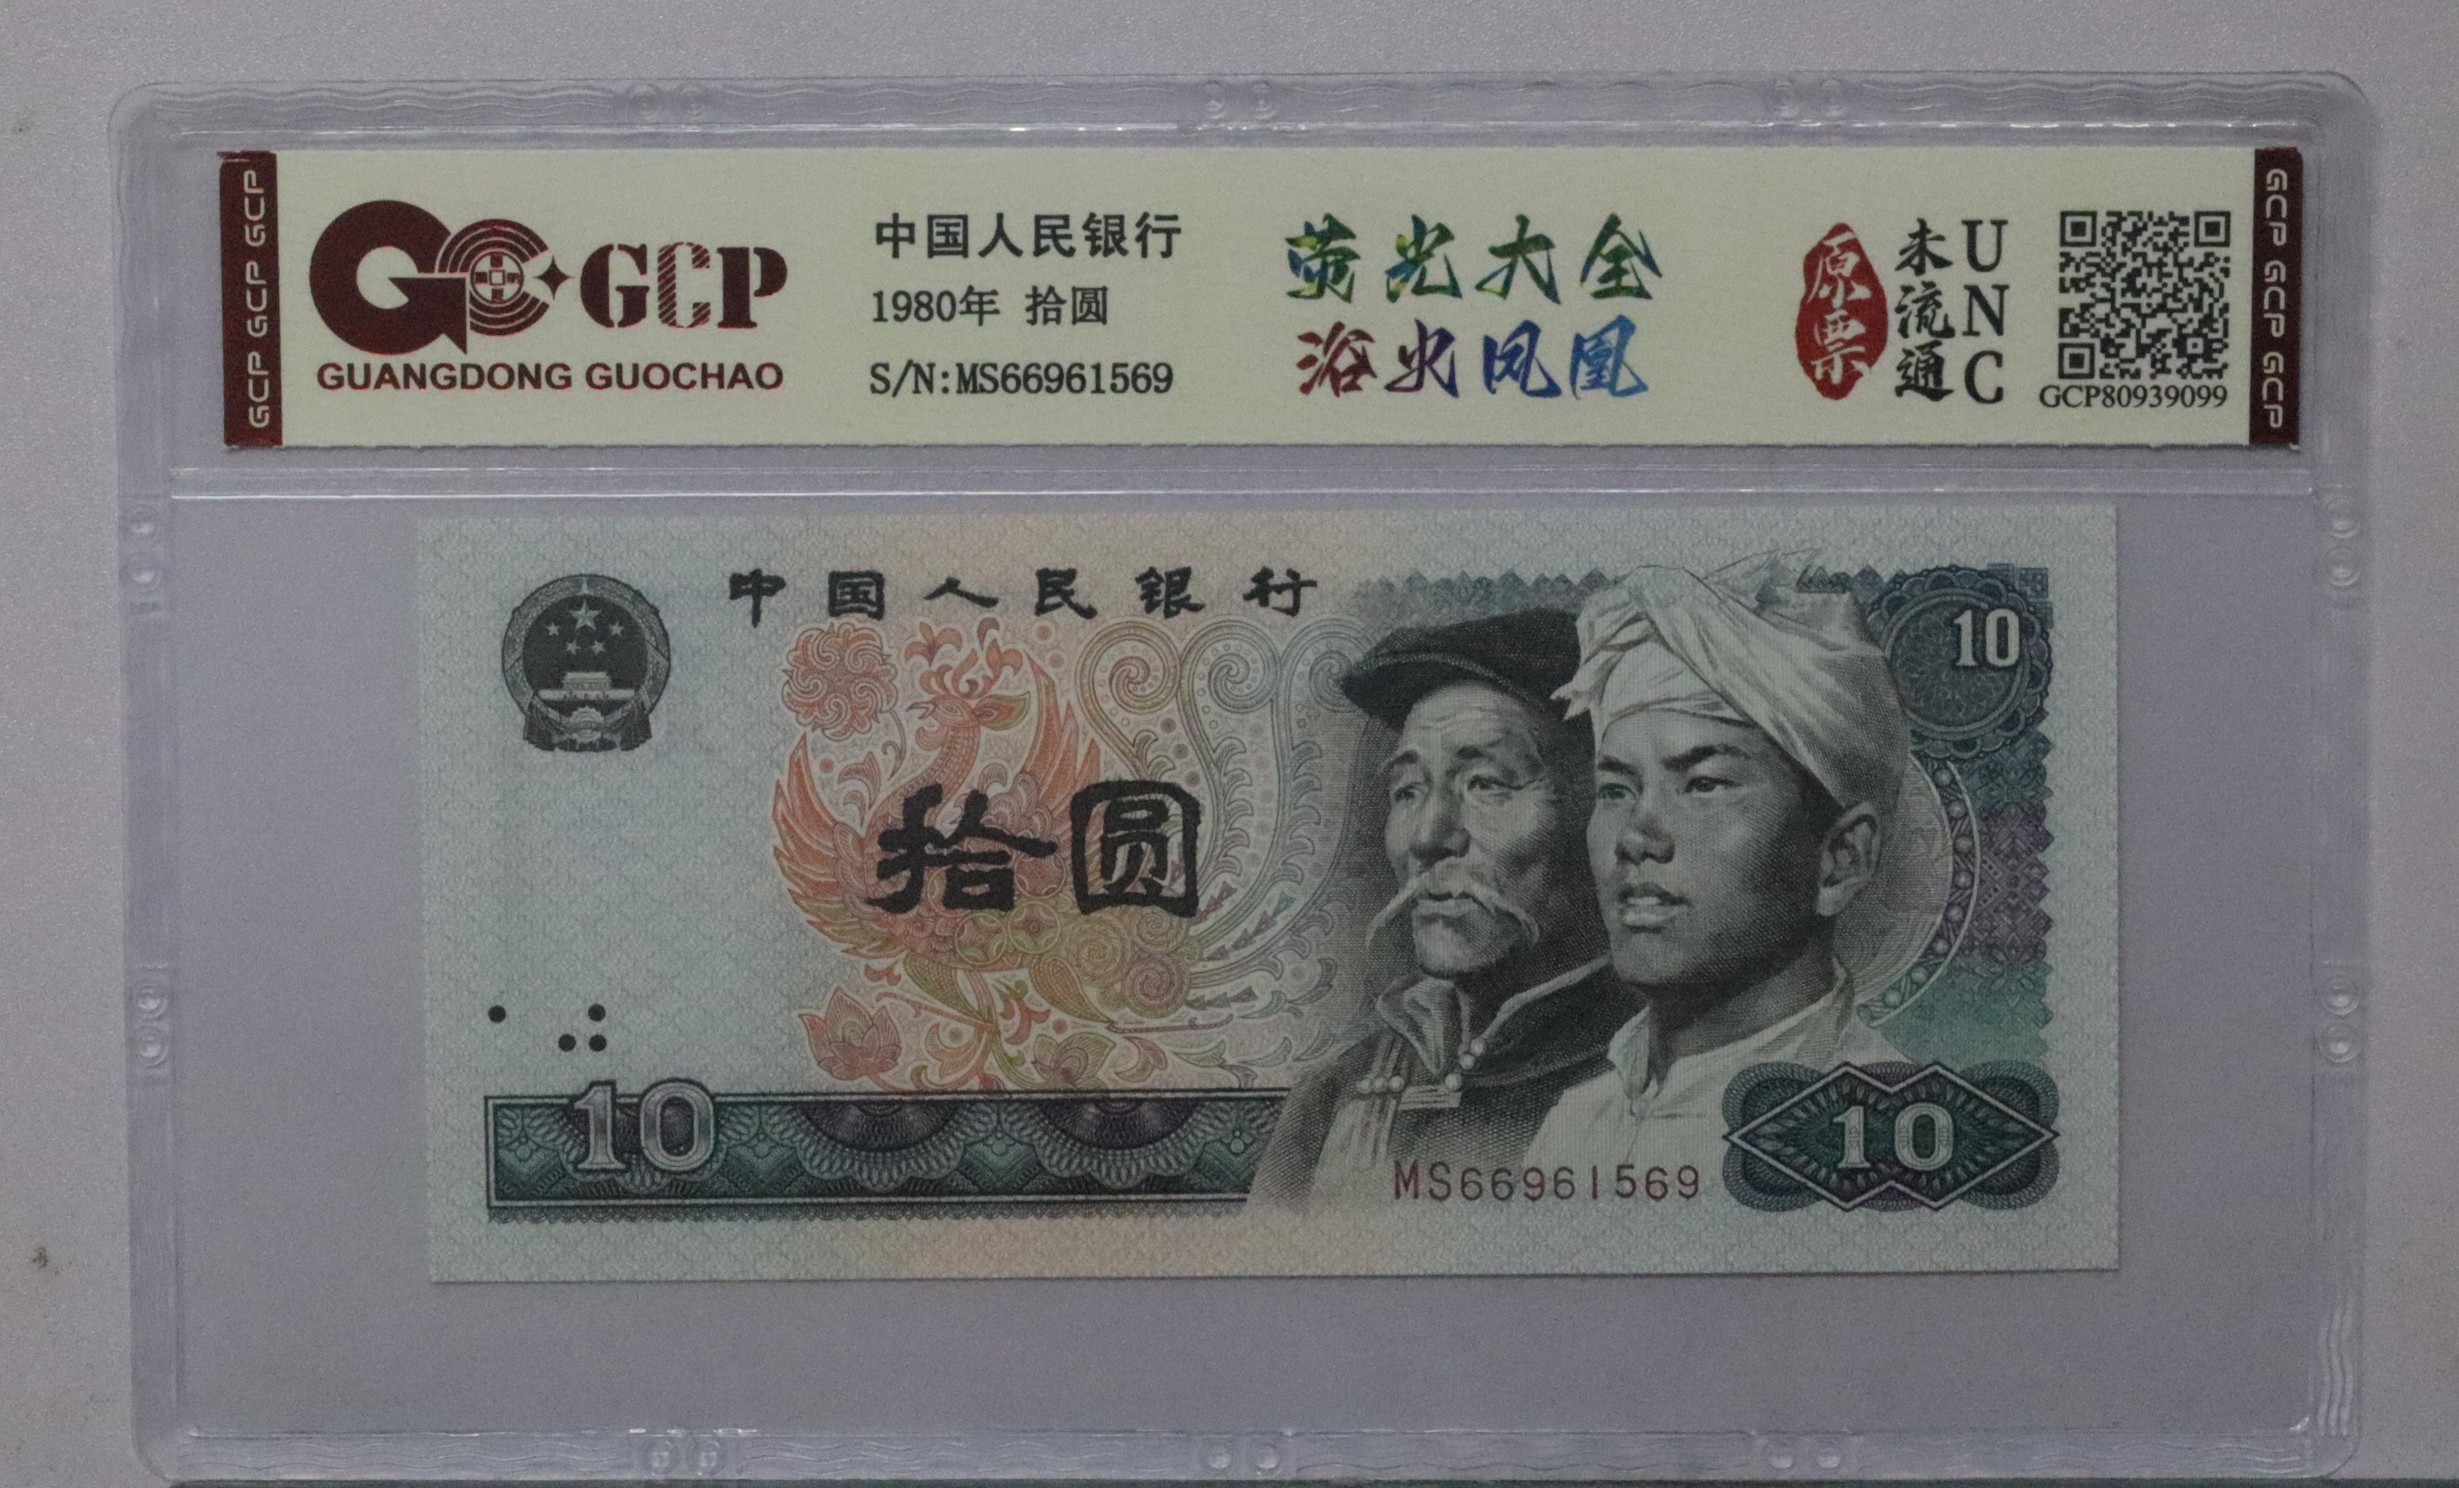 GCP GCP GCP
GCP
GUANGDONG GUOCHAO
中国人民银行
1980年 拾圆
S/N:MS66961569
荧光大全
浴火凤凰
原票
未流通
UNC
GCP80939099
GCP GCP GCP
中国人民银行
10
拾圆
10
MS66961569
10